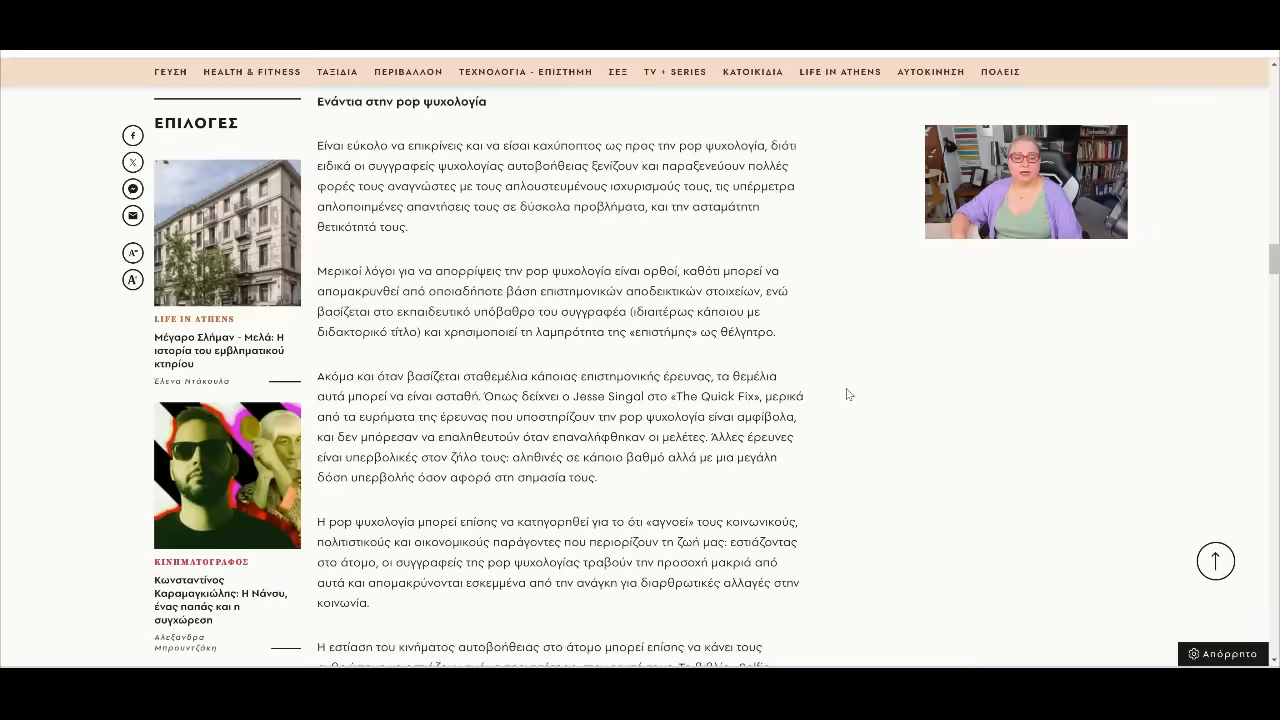 ΓΕΥΣΗ HEALTH & FITNESS ΤΑΞΙΔΙΑ ΠΕΡΙΒΑΛΛΟΝ ΤΕΧΝΟΛΟΓΙΑ - ΕΠΙΣΤΗΜΗ ΣΕΞ TV + SERIES ΚΑΤΟΙΚΙΔΙΑ LIFE IN ATHENS ΑΥΤΟΚΙΝΗΣΗ ΠΟΛΕΙΣ
ΕΠΙΛΟΓΕΣ
LIFE IN ATHENS
Μέγαρο Σλήμαν - Μελά: Η
ιστορία του εμβληματικού
κτηρίου
Έλενα Ντάκουλα
ΚΙΝΗΜΑΤΟΓΡΑΦΟΣ
Κωνσταντίνος
Καραμαγκιώλης: Η Νάνσυ,
ένας παπάς και η
συγχώρεση
Αλεξάνδρα
Μπρουντζάκη
Ενάντια στην pop ψυχολογία
Είναι εύκολο να επικρίνεις και να είσαι καχύποπτος ως προς την pop ψυχολογία, διότι
ειδικά οι συγγραφείς ψυχολογίας αυτοβοήθειας ξενίζουν και παραξενεύουν πολλές
φορές τους αναγνώστες με τους απλουστευμένους ισχυρισμούς τους, τις υπέρμετρα
απλοποιημένες απαντήσεις τους σε δύσκολα προβλήματα, και την ασταμάτητη
θετικότητά τους.
Μερικοί λόγοι για να απορρίψεις την pop ψυχολογία είναι ορθοί, καθότι μπορεί να
απομακρυνθεί από οποιαδήποτε βάση επιστημονικών αποδεικτικών στοιχείων, ενώ
βασίζεται στο εκπαιδευτικό υπόβαθρο του συγγραφέα (ιδιαιτέρως κάποιου με
διδακτορικό τίτλο) και χρησιμοποιεί τη λαμπρότητα της «επιστήμης» ως θέλγητρο.
Ακόμα και όταν βασίζεται σταθεμέλια κάποιας επιστημονικής έρευνας, τα θεμέλια
αυτά μπορεί να είναι ασταθή. Όπως δείχνει ο Jesse Singal στο «The Quick Fix», μερικά
από τα ευρήματα της έρευνας που υποστηρίζουν την pop ψυχολογία είναι αμφίβολα,
και δεν μπόρεσαν να επαληθευτούν όταν επαναλήφθηκαν οι μελέτες. Άλλες έρευνες
είναι υπερβολικές στον ζήλο τους: αληθινές σε κάποιο βαθμό αλλά με μια μεγάλη
δόση υπερβολής όσον αφορά στη σημασία τους.
Η pop ψυχολογία μπορεί επίσης να κατηγορηθεί για το ότι «αγνοεί» τους κοινωνικούς,
πολιτιστικούς και οικονομικούς παράγοντες που περιορίζουν τη ζωή μας: εστιάζοντας
στο άτομο, οι συγγραφείς της pop ψυχολογίας τραβούν την προσοχή μακριά από
αυτά και απομακρύνονται εσκεμμένα από την ανάγκη για διαρθρωτικές αλλαγές στην
κοινωνία.
Η εστίαση του κινήματος αυτοβοήθειας στο άτομο μπορεί επίσης να κάνει τους
Απόρρητο